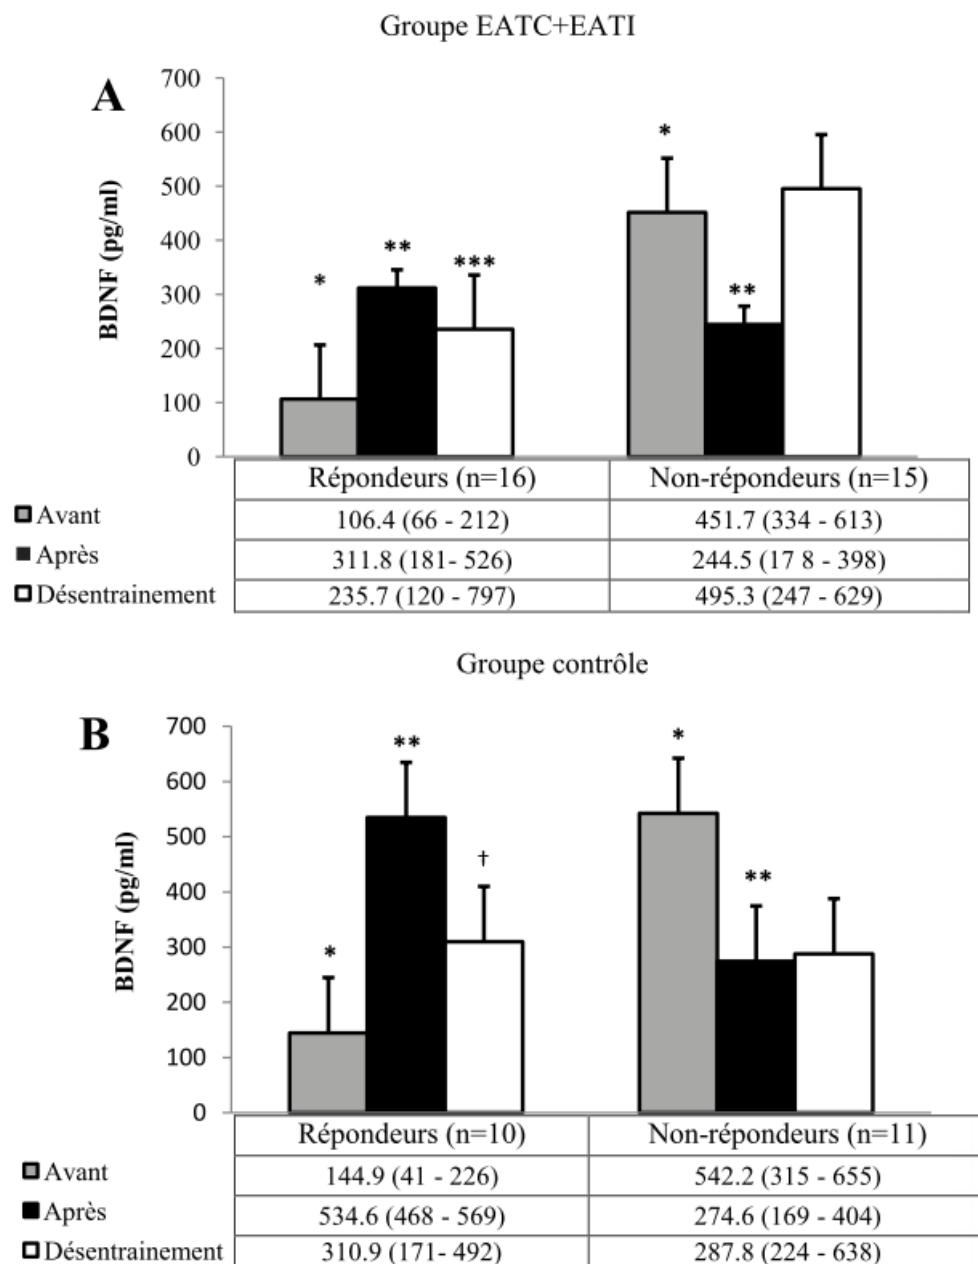 Groupe EATC+EATI
A
BDNF (pg/ml)
700
600
500
400
300
200
100
0
*
**
***
*
**
Répondeurs (n=16) Non-répondeurs (n=15)
Avant 106.4 (66 - 212) 451.7 (334 - 613)
Après 311.8 (181- 526) 244.5 (17 8 - 398)
Désentrainement 235.7 (120 - 797) 495.3 (247 - 629)
Groupe contrôle
B
BDNF (pg/ml)
700
600
500
400
300
200
100
0
*
**
†
*
**
Répondeurs (n=10) Non-répondeurs (n=11)
Avant 144.9 (41 - 226) 542.2 (315 - 655)
Après 534.6 (468 - 569) 274.6 (169 - 404)
Désentrainement 310.9 (171- 492) 287.8 (224 - 638)